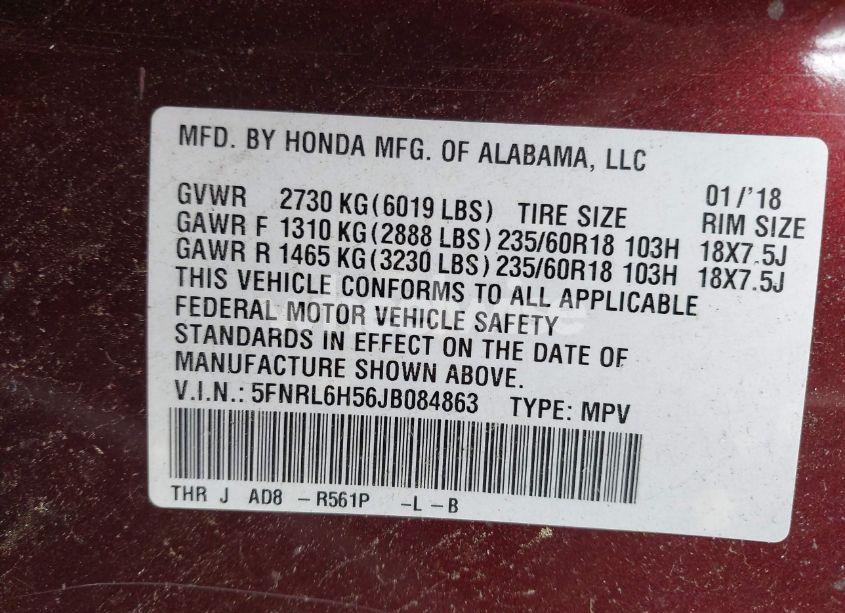 MFD. BY HONDA MFG. OF ALABAMA, LLC
GVWR 2730 KG(6019 LBS) TIRE SIZE 01/'18 RIM SIZE
GAWR F 1310 KG(2888 LBS) 235/60R18 103H 18X7.5J
GAWR R 1465 KG(3230 LBS) 235/60R18 103H 18X7.5J
THIS VEHICLE CONFORMS TO ALL APPLICABLE
FEDERAL MOTOR VEHICLE SAFETY
STANDARDS IN EFFECT ON THE DATE OF
MANUFACTURE SHOWN ABOVE.
V.I.N.: 5FNRL6H56JB084863 TYPE: MPV
THR J AD8 -R561P -L -B